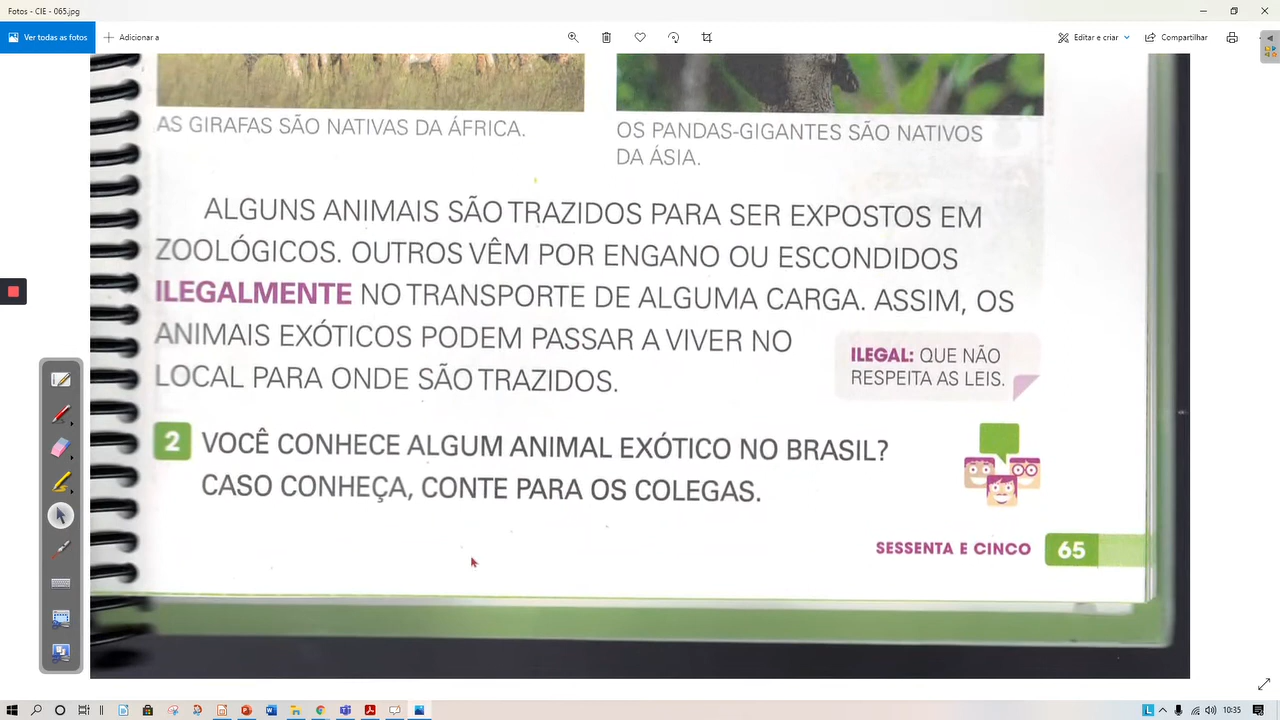 Fotos - CIE - 065.jpg
Ver todas as fotos
Adicionar a
Editar e criar
Compartilhar
AS GIRAFAS SÃO NATIVAS DA ÁFRICA.
OS PANDAS-GIGANTES SÃO NATIVOS
DA ÁSIA.
ALGUNS ANIMAIS SÃO TRAZIDOS PARA SER EXPOSTOS EM
ZOOLÓGICOS. OUTROS VÊM POR ENGANO OU ESCONDIDOS
ILEGALMENTE NO TRANSPORTE DE ALGUMA CARGA. ASSIM, OS
ANIMAIS EXÓTICOS PODEM PASSAR A VIVER NO
LOCAL PARA ONDE SÃO TRAZIDOS.
ILEGAL: QUE NÃO
RESPEITA AS LEIS.
2 VOCÊ CONHECE ALGUM ANIMAL EXÓTICO NO BRASIL?
CASO CONHEÇA, CONTE PARA OS COLEGAS.
SESSENTA E CINCO 65
10:35